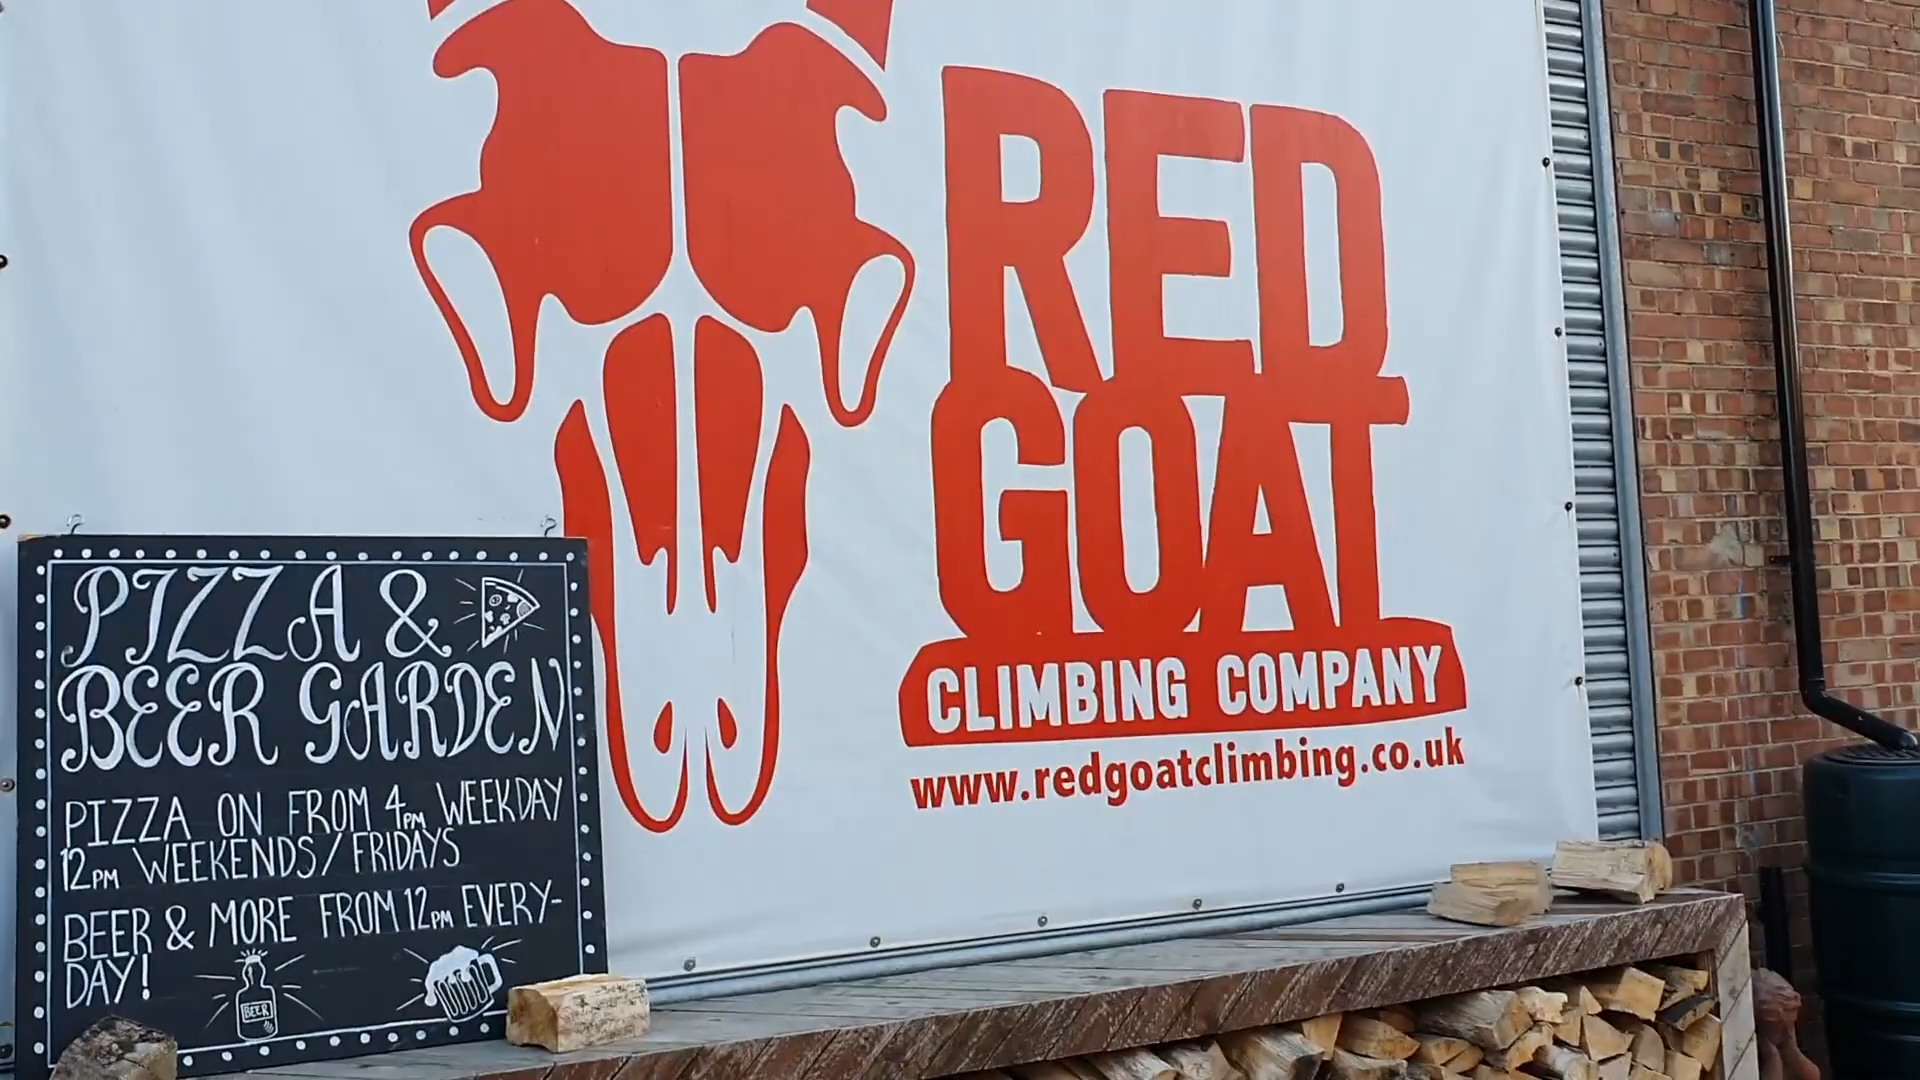 RED
GOAT
CLIMBING COMPANY
www.redgoatclimbing.co.uk
PIZZA &
BEER GARDEN
PIZZA ON FROM 4PM WEEKDAY
12PM WEEKENDS/FRIDAYS
BEER & MORE FROM 12PM EVERY-
DAY!
BEER